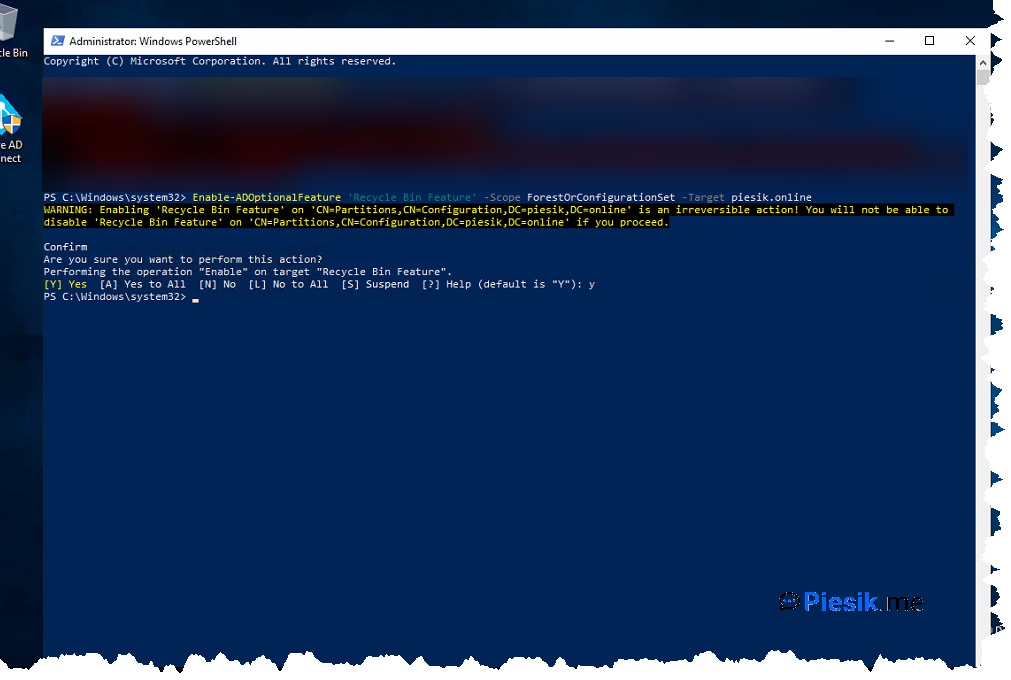 cle Bin
e AD
nect
Administrator: Windows PowerShell
Copyright (C) Microsoft Corporation. All rights reserved.
PS C:\Windows\system32> Enable-ADOptionalFeature 'Recycle Bin Feature' -Scope ForestOrConfigurationSet -Target piesik.online
WARNING: Enabling 'Recycle Bin Feature' on 'CN=Partitions,CN=Configuration,DC=piesik,DC=online' is an irreversible action! You will not be able to
disable 'Recycle Bin Feature' on 'CN=Partitions,CN=Configuration,DC=piesik,DC=online' if you proceed.
Confirm
Are you sure you want to perform this action?
Performing the operation "Enable" on target "Recycle Bin Feature".
[Y] Yes  [A] Yes to All  [N] No  [L] No to All  [S] Suspend  [?] Help (default is "Y"): y
PS C:\Windows\system32>
Piesik.me